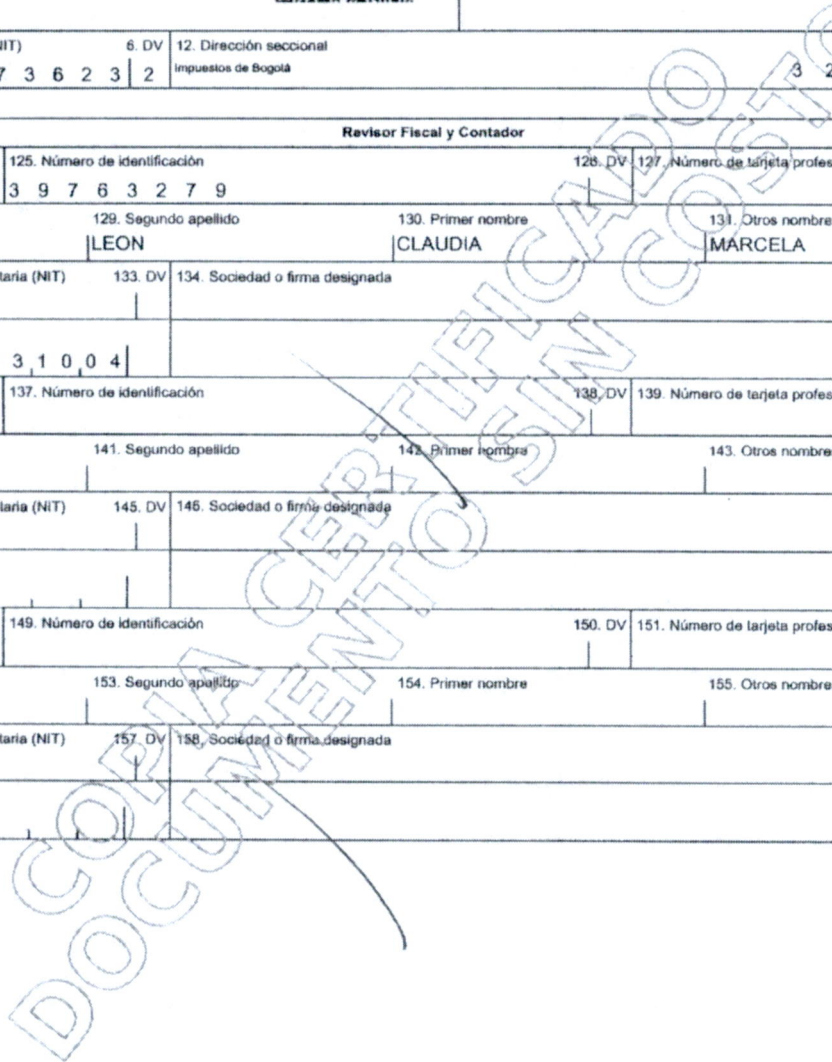 IIT) 6. DV 12. Dirección seccional
7 3 6 2 3 2 Impuestos de Bogotá 3 2
Revisor Fiscal y Contador
125. Número de identificación 126. DV 127. Número de tarjeta profes
3 9 7 6 3 2 7 9
129. Segundo apellido 130. Primer nombre 131. Otros nombre
LEON CLAUDIA MARCELA
taria (NIT) 133. DV 134. Sociedad o firma designada
3 1 0 0 4
137. Número de identificación 138. DV 139. Número de tarjeta profes
141. Segundo apellido 142. Primer nombre 143. Otros nombre
taria (NIT) 145. DV 146. Sociedad o firma designada
149. Número de identificación 150. DV 151. Número de tarjeta profes
153. Segundo apellido 154. Primer nombre 155. Otros nombre
taria (NIT) 157. DV 158. Sociedad o firma designada
COPIA CERTIFICADO
DOCUMENTO SIN COSTO